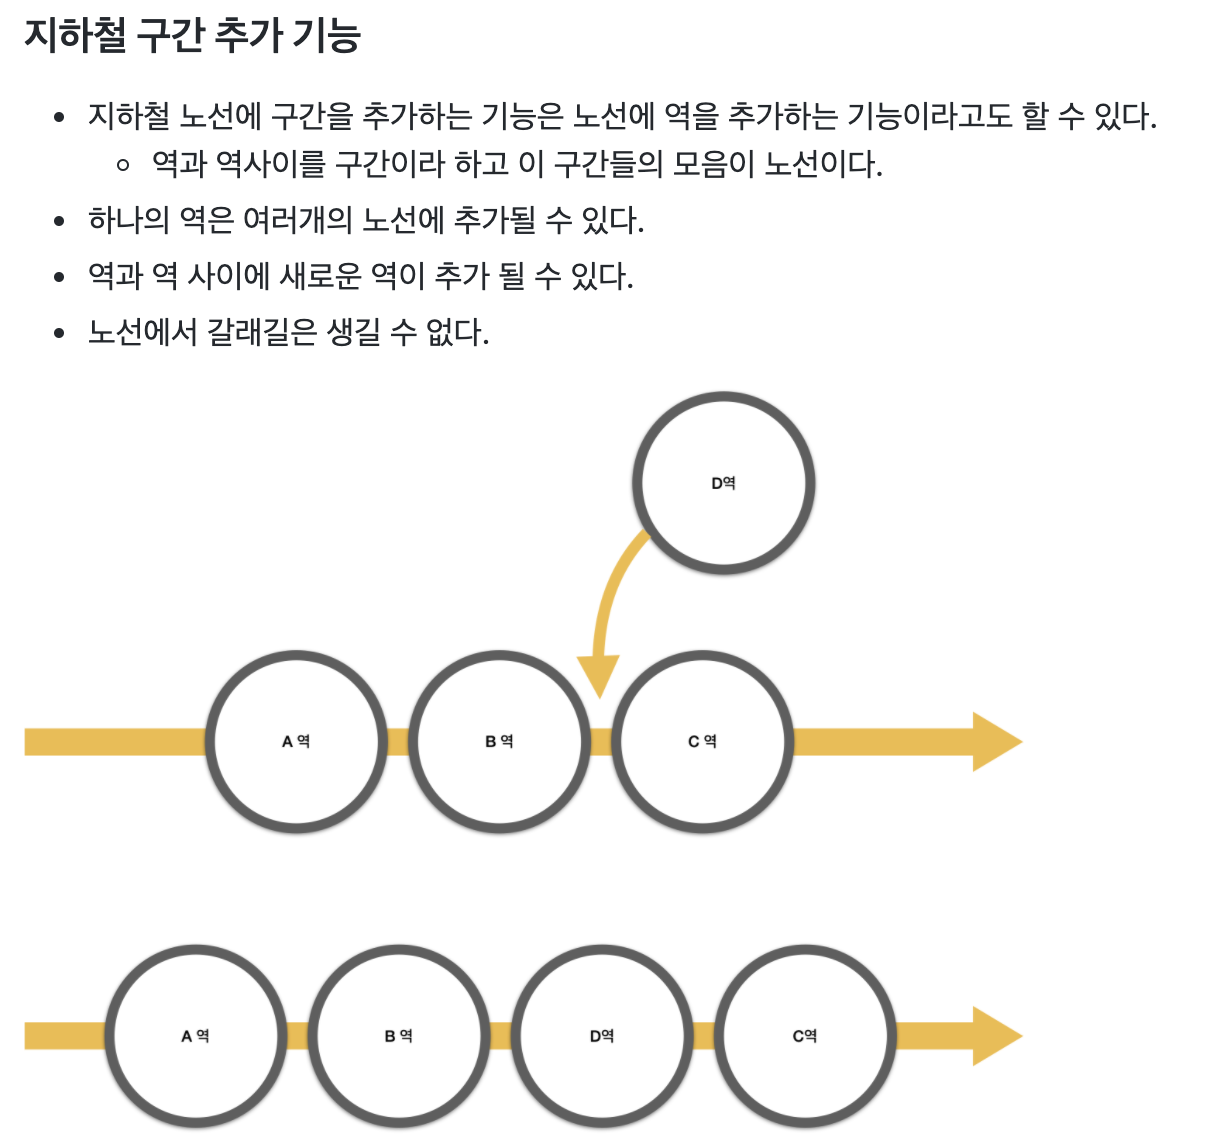 지하철 구간 추가 기능
지하철 노선에 구간을 추가하는 기능은 노선에 역을 추가하는 기능이라고도 할 수 있다.
역과 역사이를 구간이라 하고 이 구간들의 모음이 노선이다.
하나의 역은 여러개의 노선에 추가될 수 있다.
역과 역 사이에 새로운 역이 추가 될 수 있다.
노선에서 갈래길은 생길 수 없다.
D역
A 역
B 역
C 역
A 역
B 역
D역
C역